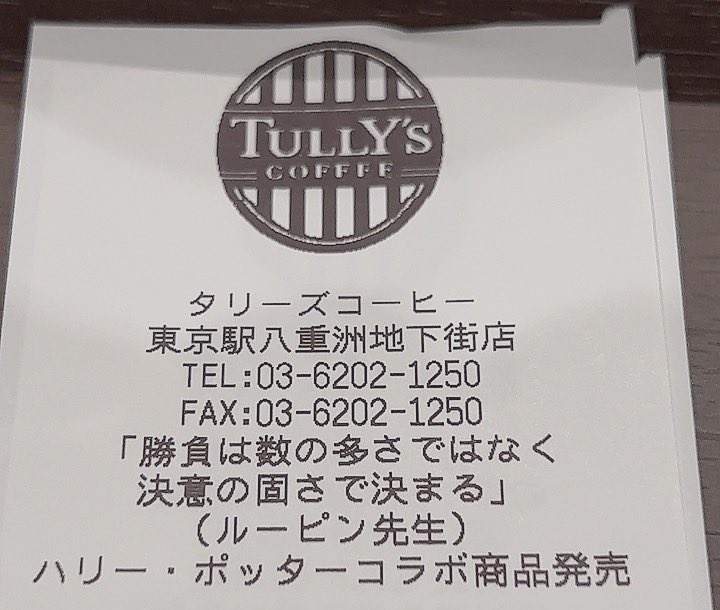 TULLY'S
COFFEE
タリーズコーヒー
東京駅八重洲地下街店
TEL:03-6202-1250
FAX:03-6202-1250
「勝負は数の多さではなく
決意の固さで決まる」
(ルーピン先生)
ハリー・ポッターコラボ商品発売